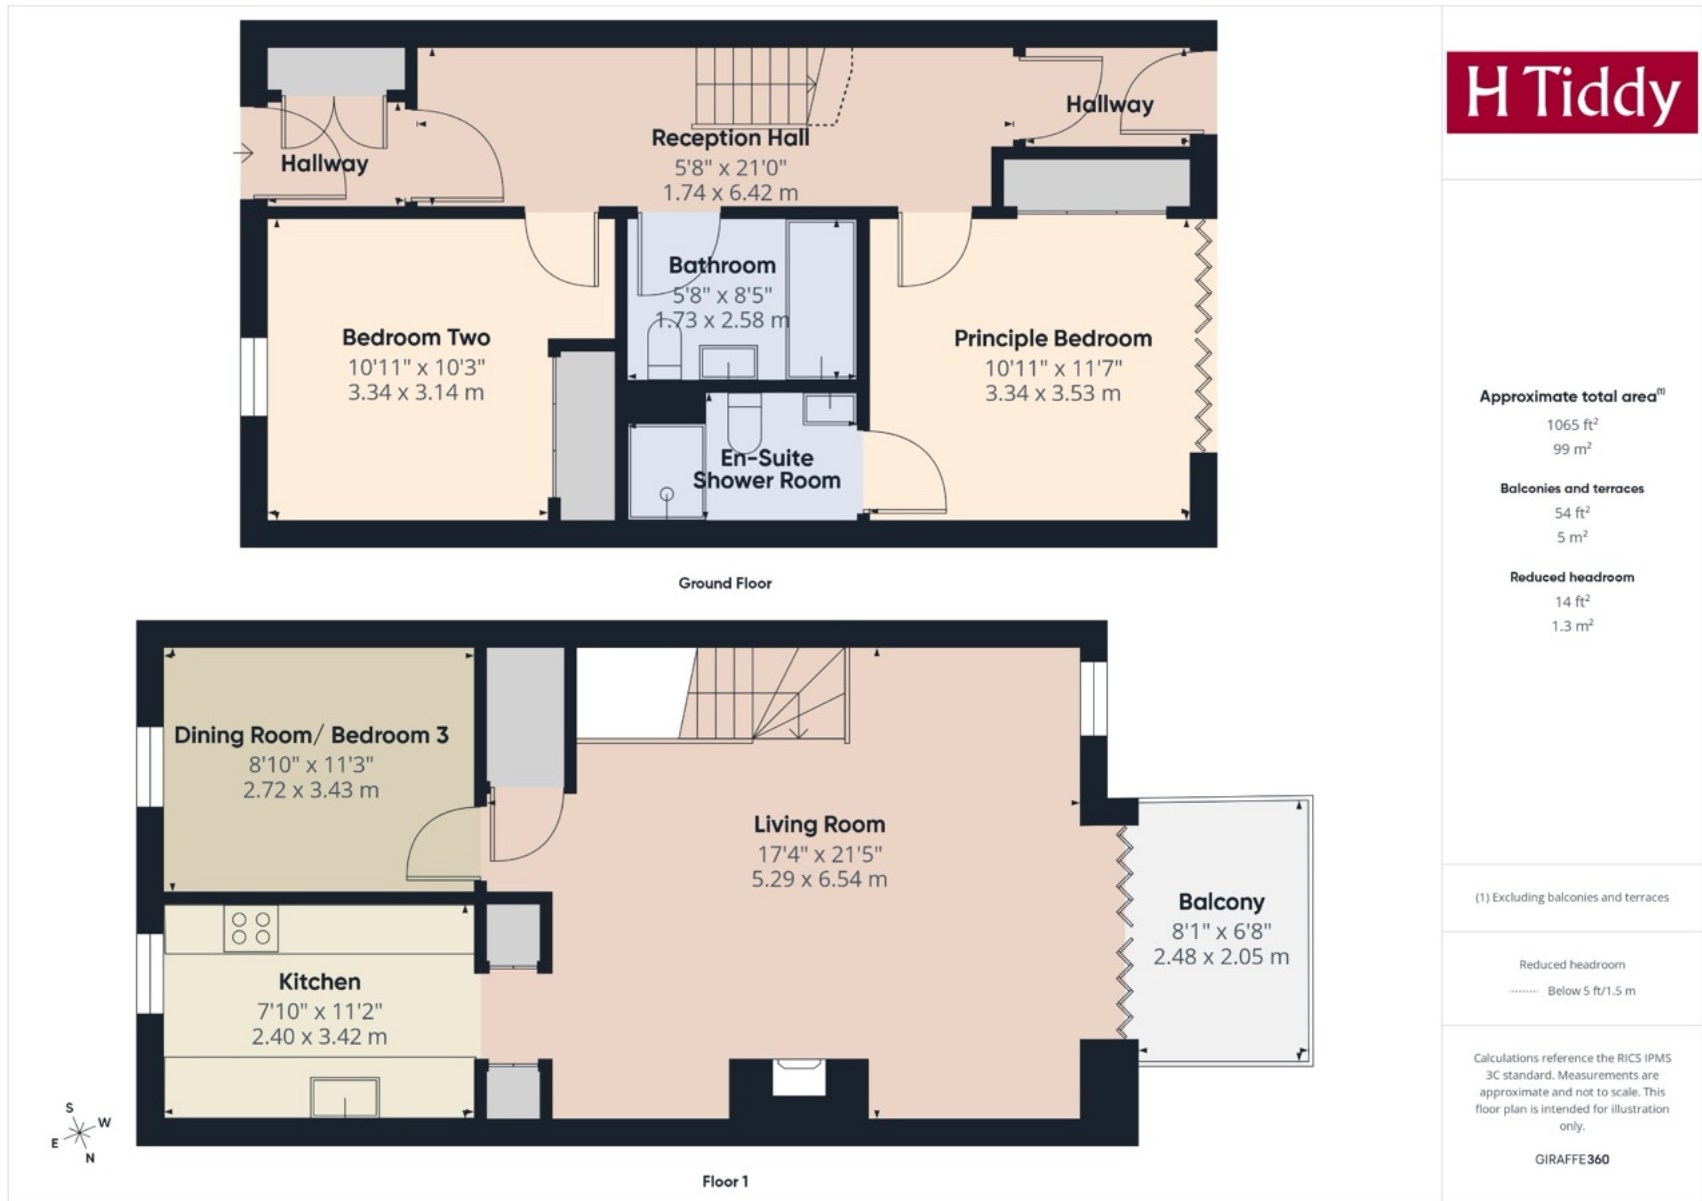 H Tiddy
Hallway
Reception Hall
5'8" x 21'0"
1.74 x 6.42 m
Hallway
Bedroom Two
10'11" x 10'3"
3.34 x 3.14 m
Bathroom
5'8" x 8'5"
1.73 x 2.58 m
Principle Bedroom
10'11" x 11'7"
3.34 x 3.53 m
En-Suite
Shower Room
Ground Floor
Dining Room/ Bedroom 3
8'10" x 11'3"
2.72 x 3.43 m
Living Room
17'4" x 21'5"
5.29 x 6.54 m
Balcony
8'1" x 6'8"
2.48 x 2.05 m
Kitchen
7'10" x 11'2"
2.40 x 3.42 m
S
W
E
N
Floor 1
Approximate total area(1)
1065 ft²
99 m²
Balconies and terraces
54 ft²
5 m²
Reduced headroom
14 ft²
1.3 m²
(1) Excluding balconies and terraces
Reduced headroom
Below 5 ft/1.5 m
Calculations reference the RICS IPMS
3C standard. Measurements are
approximate and not to scale. This
floor plan is intended for illustration
only.
GIRAFFE360